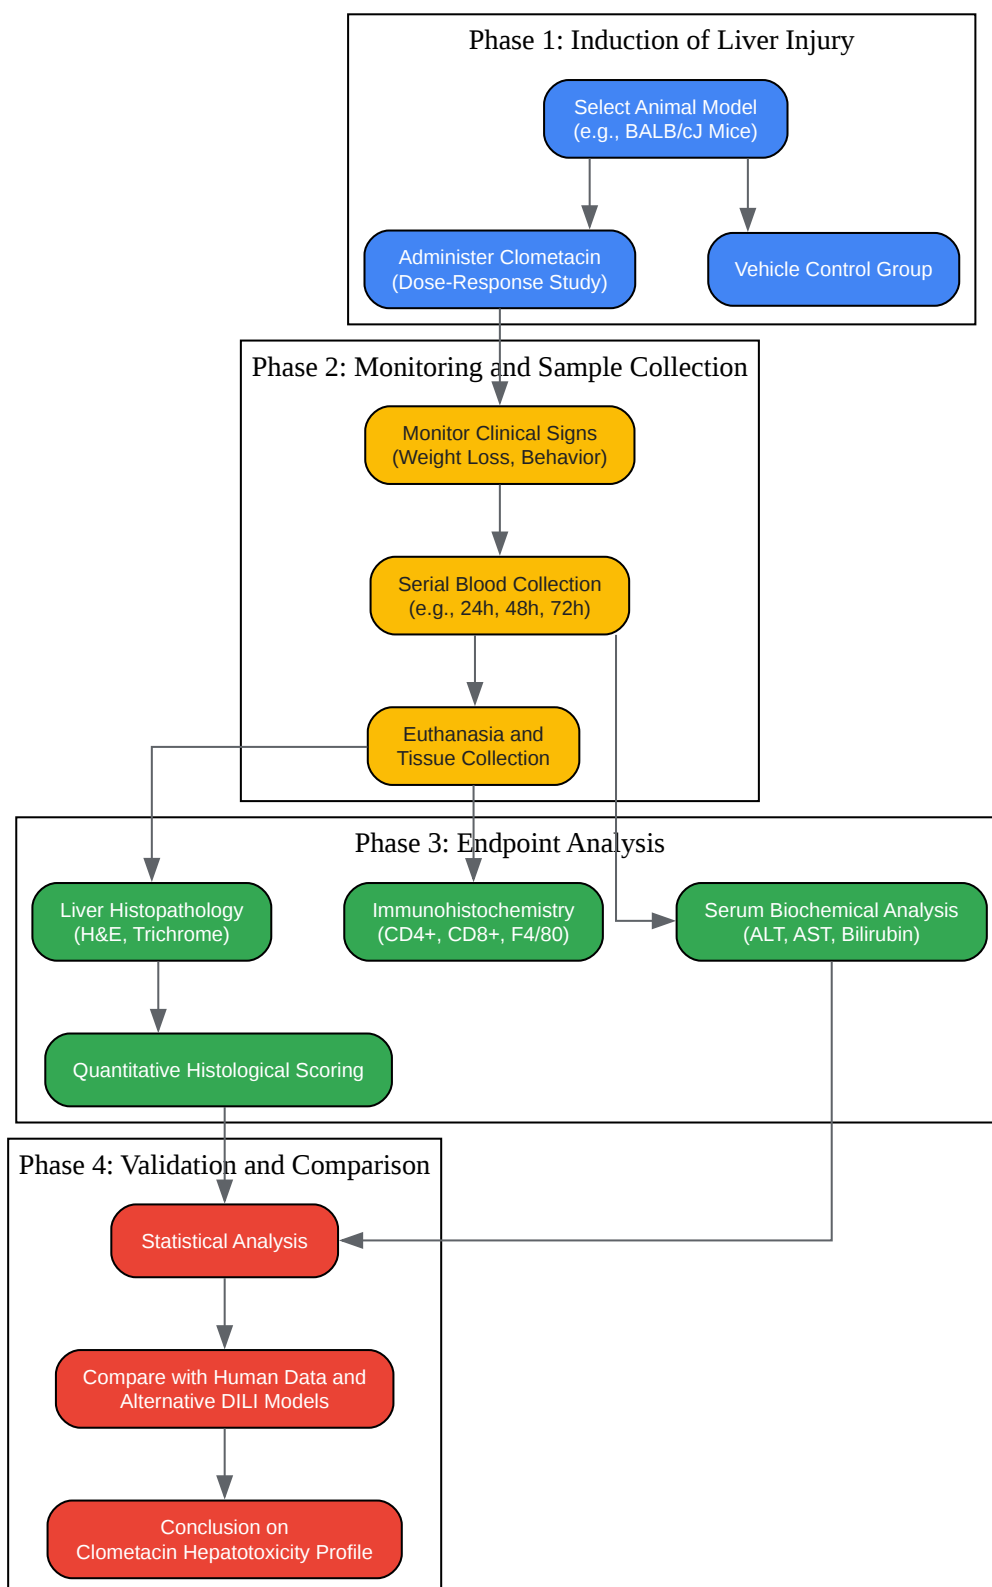 Phase 1: Induction of Liver Injury
Select Animal Model
(e.g., BALB/cJ Mice)
Administer Clometacin
(Dose-Response Study)
Vehicle Control Group
Phase 2: Monitoring and Sample Collection
Monitor Clinical Signs
(Weight Loss, Behavior)
Serial Blood Collection
(e.g., 24h, 48h, 72h)
Euthanasia and
Tissue Collection
Phase 3: Endpoint Analysis
Liver Histopathology
(H&E, Trichrome)
Immunohistochemistry
(CD4+, CD8+, F4/80)
Serum Biochemical Analysis
(ALT, AST, Bilirubin)
Quantitative Histological Scoring
Phase 4: Validation and Comparison
Statistical Analysis
Compare with Human Data and
Alternative DILI Models
Conclusion on
Clometacin Hepatotoxicity Profile